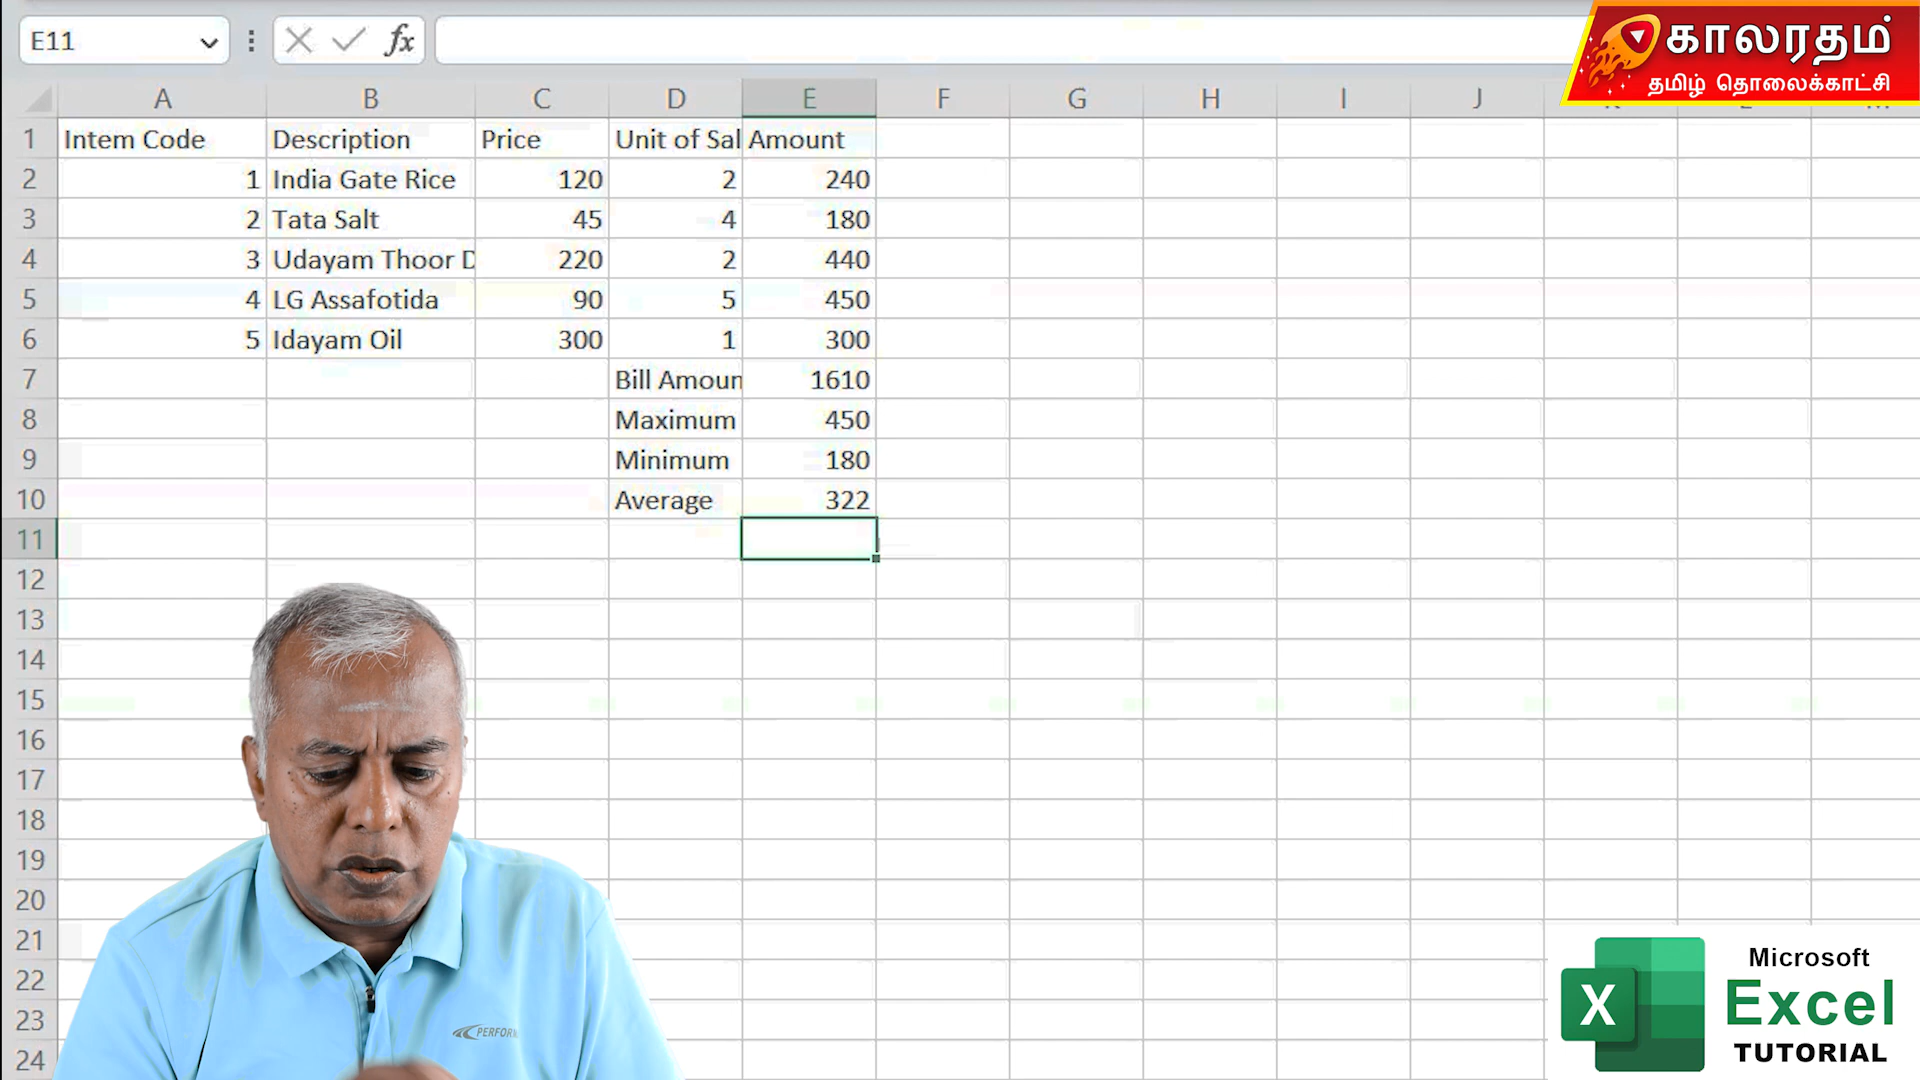 E11 fx
காலரதம்
தமிழ் தொலைக்காட்சி
A B C D E F G H I J
1 Intem Code Description Price Unit of Sal Amount
2 1 India Gate Rice 120 2 240
3 2 Tata Salt 45 4 180
4 3 Udayam Thoor D 220 2 440
5 4 LG Assafotida 90 5 450
6 5 Idayam Oil 300 1 300
7 Bill Amoun 1610
8 Maximum 450
9 Minimum 180
10 Average 322
11
12
13
14
15
16
17
18
19
20
21
22
23
24
PERFORM
X
Microsoft
Excel
TUTORIAL